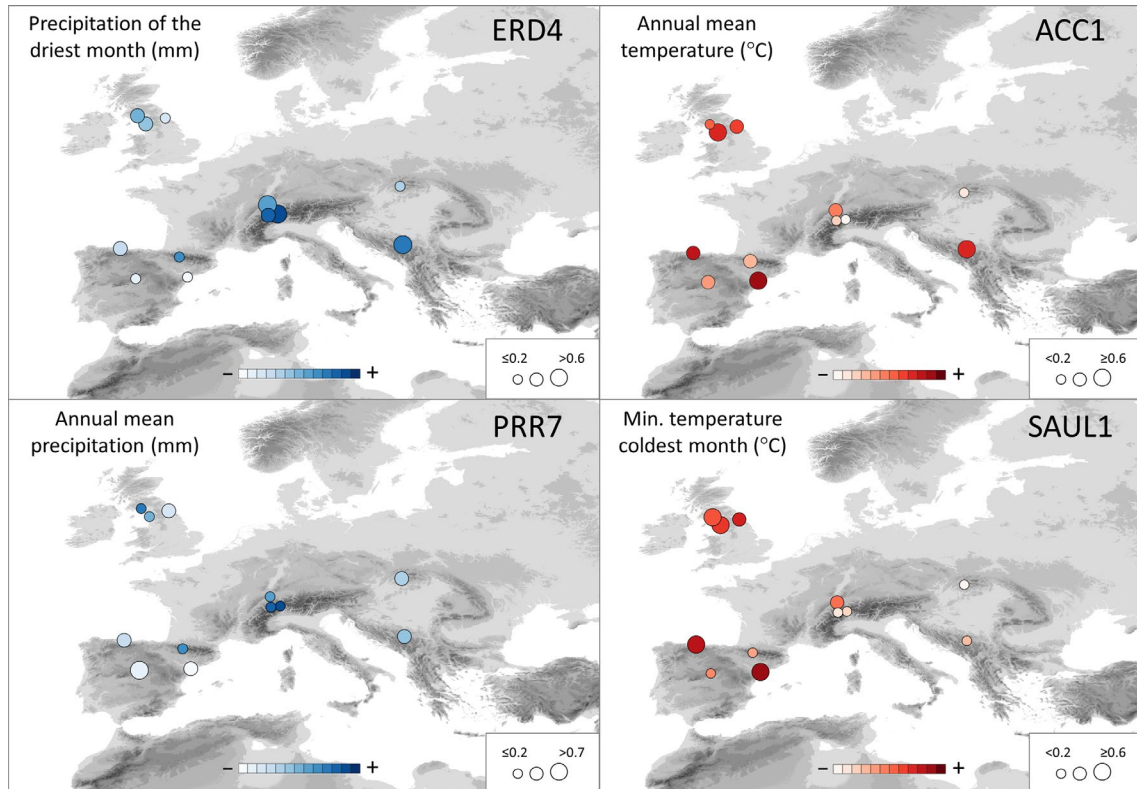 Precipitation of the
driest month (mm)
ERD4
≤0.2 >0.6
− +
Annual mean
temperature (°C)
ACC1
<0.2 ≥0.6
− +
Annual mean
precipitation (mm)
PRR7
≤0.2 >0.7
− +
Min. temperature
coldest month (°C)
SAUL1
<0.2 ≥0.6
− +